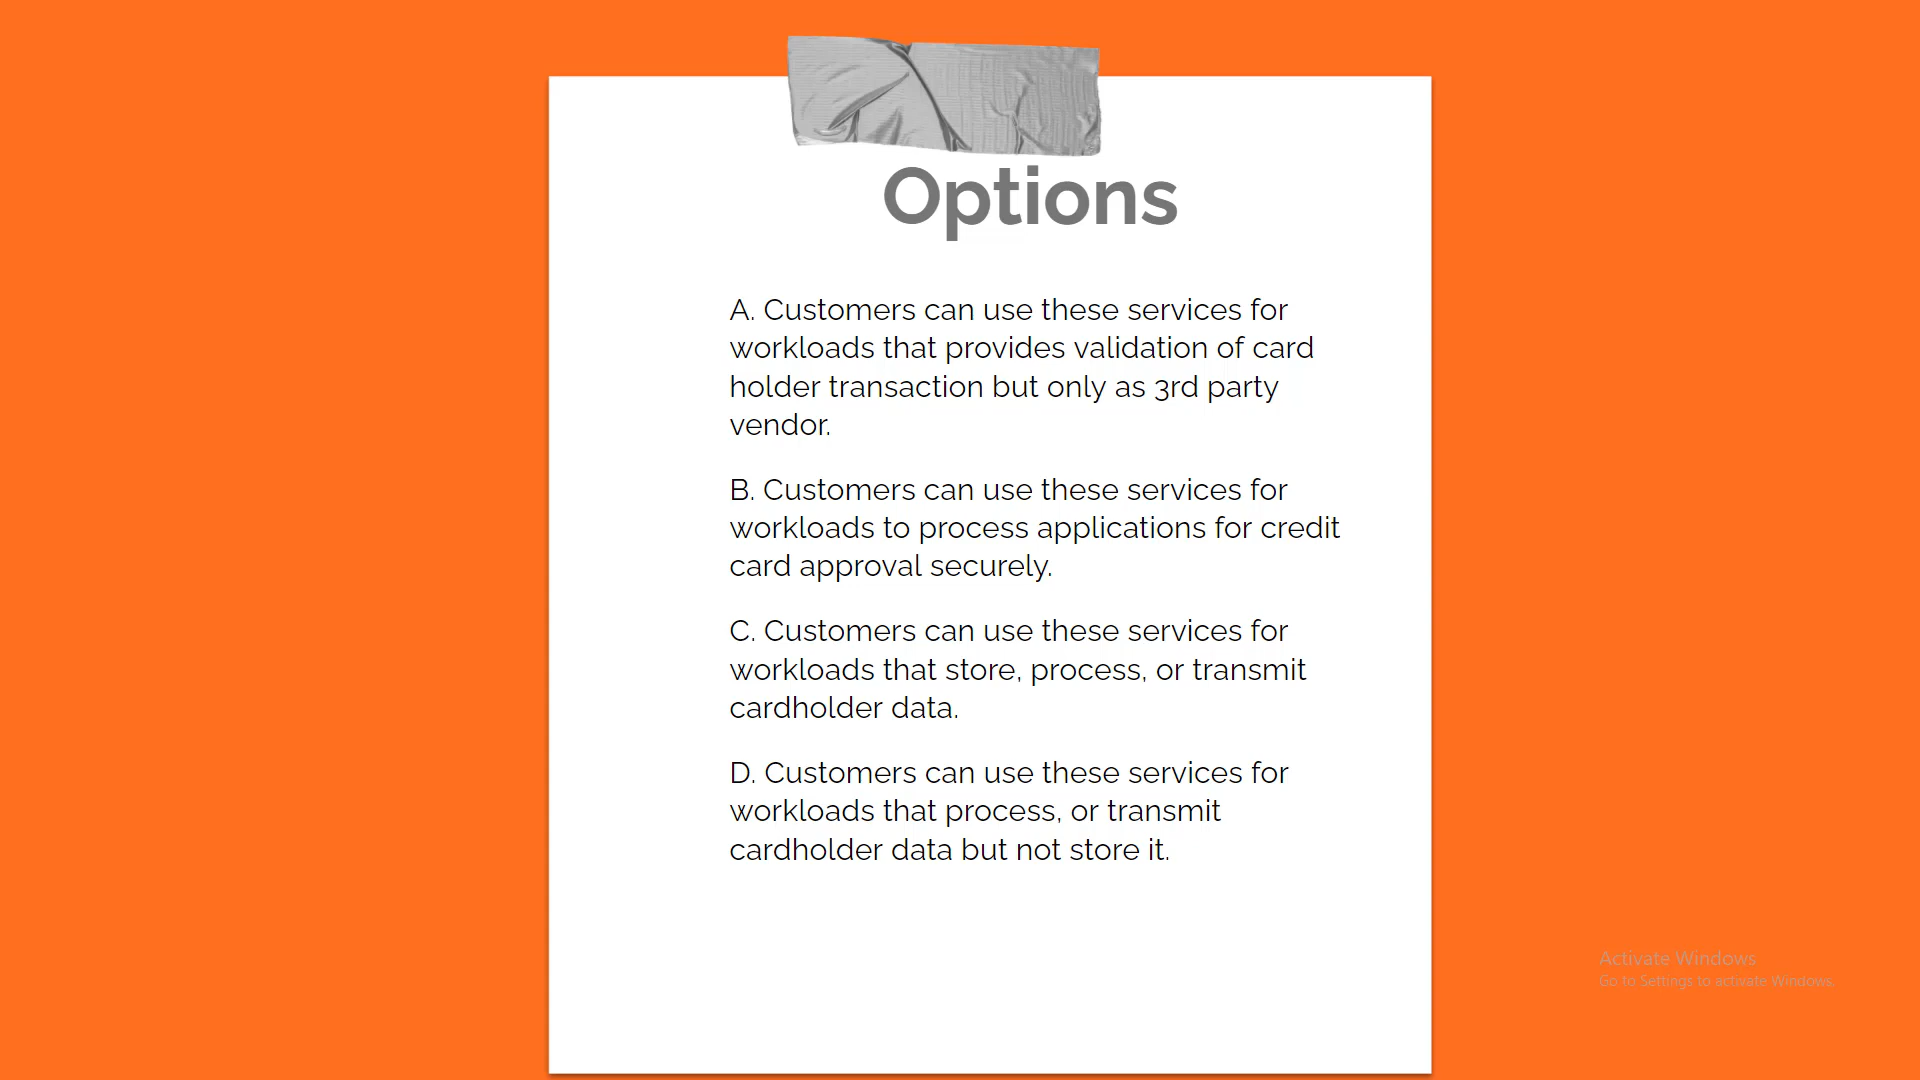 Options
A. Customers can use these services for
workloads that provides validation of card
holder transaction but only as 3rd party
vendor.
B. Customers can use these services for
workloads to process applications for credit
card approval securely.
C. Customers can use these services for
workloads that store, process, or transmit
cardholder data.
D. Customers can use these services for
workloads that process, or transmit
cardholder data but not store it.
Activate Windows
Go to Settings to activate Windows.